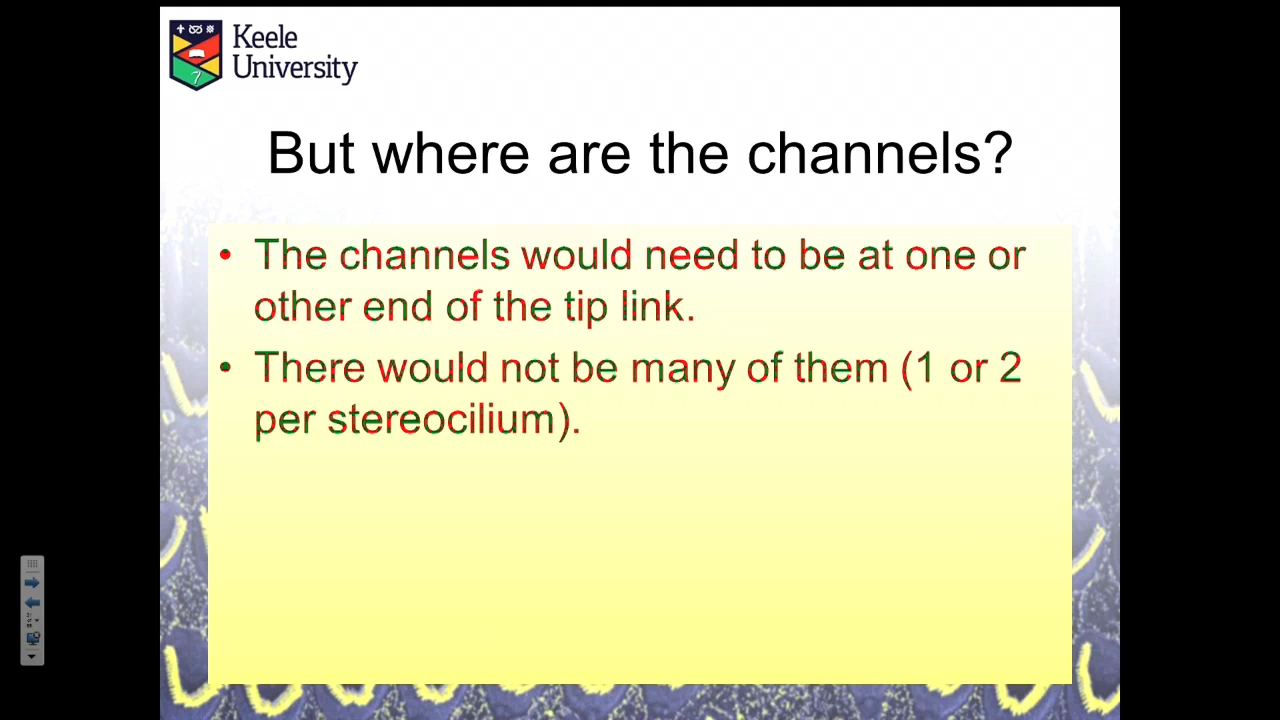 Keele
University
But where are the channels?
• The channels would need to be at one or
other end of the tip link.
• There would not be many of them (1 or 2
per stereocilium).